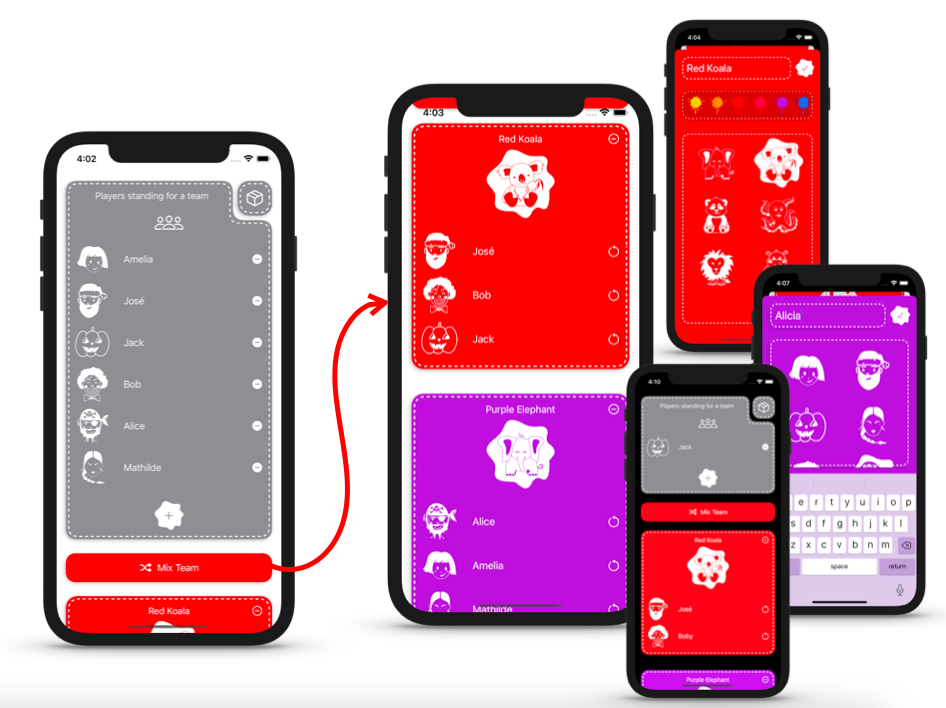 4:02
Players standing for a team
Amelia
José
Jack
Bob
Alice
Mathilde
Mix Team
Red Koala
4:03
Red Koala
José
Bob
Jack
Purple Elephant
Alice
Amelia
Mathilde
4:04
Red Koala
4:07
Alicia
e r t y u i o p
s d f g h j k l
z x c v b n m
space return
4:10
Players standing for a team
Jack
Mix Team
Red Koala
José
Boby
Purple Elephant